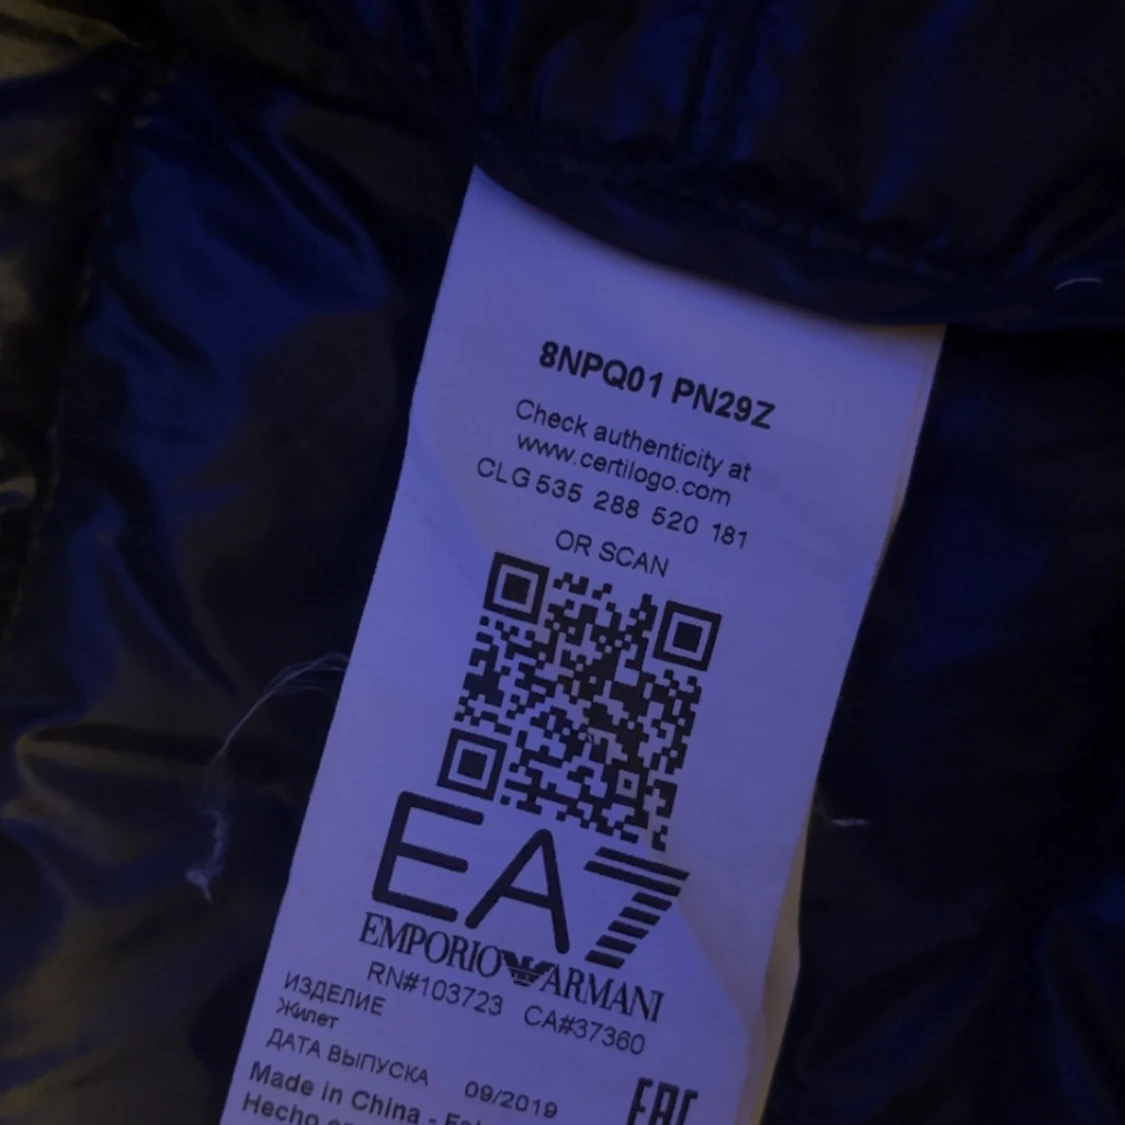 8NPQ01 PN29Z
Check authenticity at
www.certilogo.com
CLG 535 288 520 181
OR SCAN
EA7
EMPORIO ARMANI
RN#103723 CA#37360
ИЗДЕЛИЕ
Жилет
ДАТА ВЫПУСКА 09/2019
EAC
Made in China -
Hecho